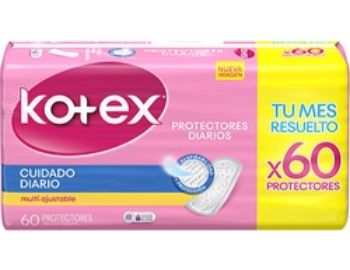 NUEVA
IMAGEN
kotex
PROTECTORES
DIARIOS
TU MES
RESUELTO
x60
PROTECTORES
CUIDADO
DIARIO
multi ajustable
60 PROTECTORES